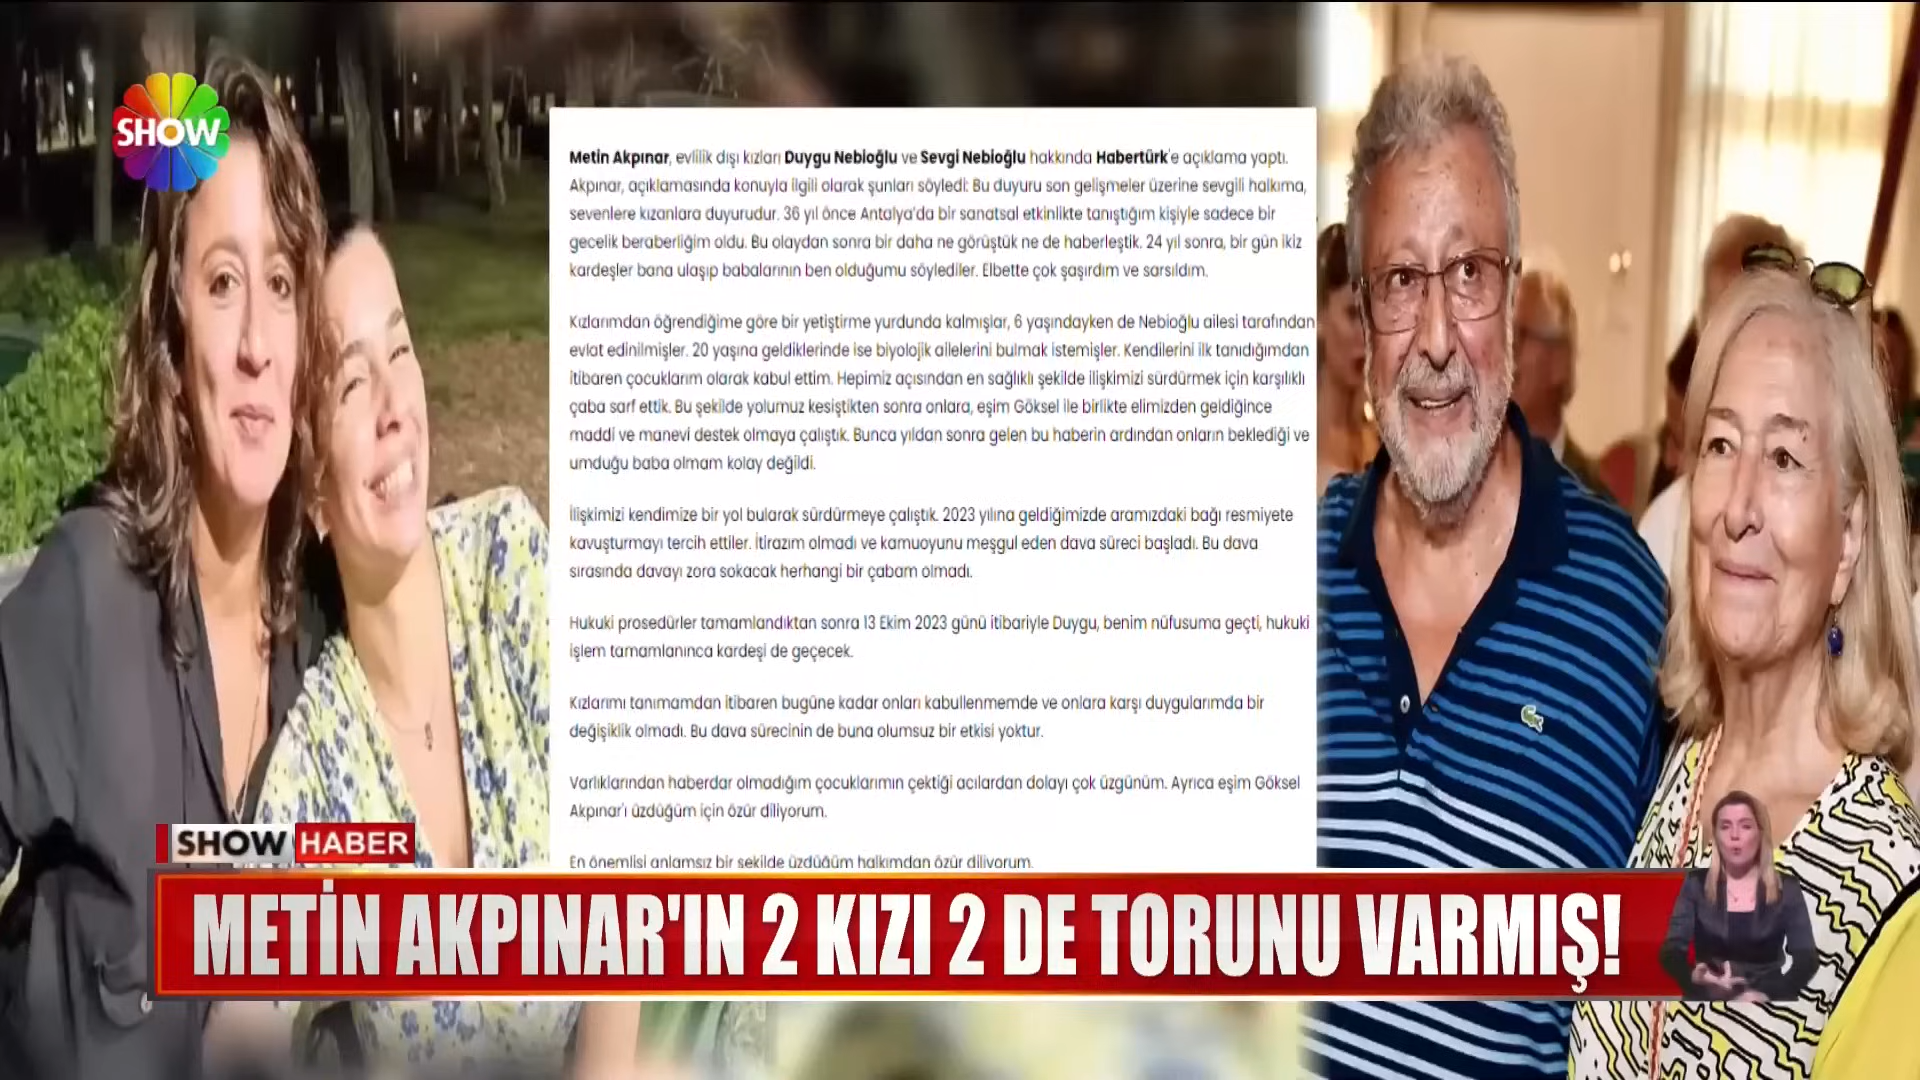 SHOW
Metin Akpınar, evlilik dışı kızları Duygu Nebioğlu ve Sevgi Nebioğlu hakkında Habertürk'e açıklama yaptı.
Akpınar, açıklamasında konuyla ilgili olarak şunları söyledi: Bu duyuru son gelişmeler üzerine sevgili halkıma,
sevenlere kızanlara duyurudur. 36 yıl önce Antalya'da bir sanatsal etkinlikte tanıştığım kişiyle sadece bir
gecelik beraberliğim oldu. Bu olaydan sonra bir daha ne görüştük ne de haberleştik. 24 yıl sonra, bir gün ikiz
kardeşler bana ulaşıp babalarının ben olduğumu söylediler. Elbette çok şaşırdım ve sarsıldım.
Kızlarımdan öğrendiğime göre bir yetiştirme yurdunda kalmışlar, 6 yaşındayken de Nebioğlu ailesi tarafından
evlat edinilmişler. 20 yaşına geldiklerinde ise biyolojik ailelerini bulmak istemişler. Kendilerini ilk tanıdığımdan
itibaren çocuklarım olarak kabul ettim. Hepimiz açısından en sağlıklı şekilde ilişkimizi sürdürmek için karşılıklı
çaba sarf ettik. Bu şekilde yolumuz kesiştikten sonra onlara, eşim Göksel ile birlikte elimizden geldiğince
maddi ve manevi destek olmaya çalıştık. Bunca yıldan sonra gelen bu haberin ardından onların beklediği ve
umduğu baba olmam kolay değildi.
İlişkimizi kendimize bir yol bularak sürdürmeye çalıştık. 2023 yılına geldiğimizde aramızdaki bağı resmiyete
kavuşturmayı tercih ettiler. İtirazım olmadı ve kamuoyunu meşgul eden dava süreci başladı. Bu dava
sırasında davayı zora sokacak herhangi bir çabam olmadı.
Hukuki prosedürler tamamlandıktan sonra 13 Ekim 2023 günü itibariyle Duygu, benim nüfusuma geçti, hukuki
işlem tamamlanınca kardeşi de geçecek.
Kızlarımı tanımamdan itibaren bugüne kadar onları kabullenmemde ve onlara karşı duygularımda bir
değişiklik olmadı. Bu dava sürecinin de buna olumsuz bir etkisi yoktur.
Varlıklarından haberdar olmadığım çocuklarımın çektiği acılardan dolayı çok üzgünüm. Ayrıca eşim Göksel
Akpınar'ı üzdüğüm için özür diliyorum.
En önemlisi anlamsız bir şekilde üzdüğüm halkımdan özür diliyorum.
SHOW HABER
METİN AKPINAR'IN 2 KIZI 2 DE TORUNU VARMIŞ!